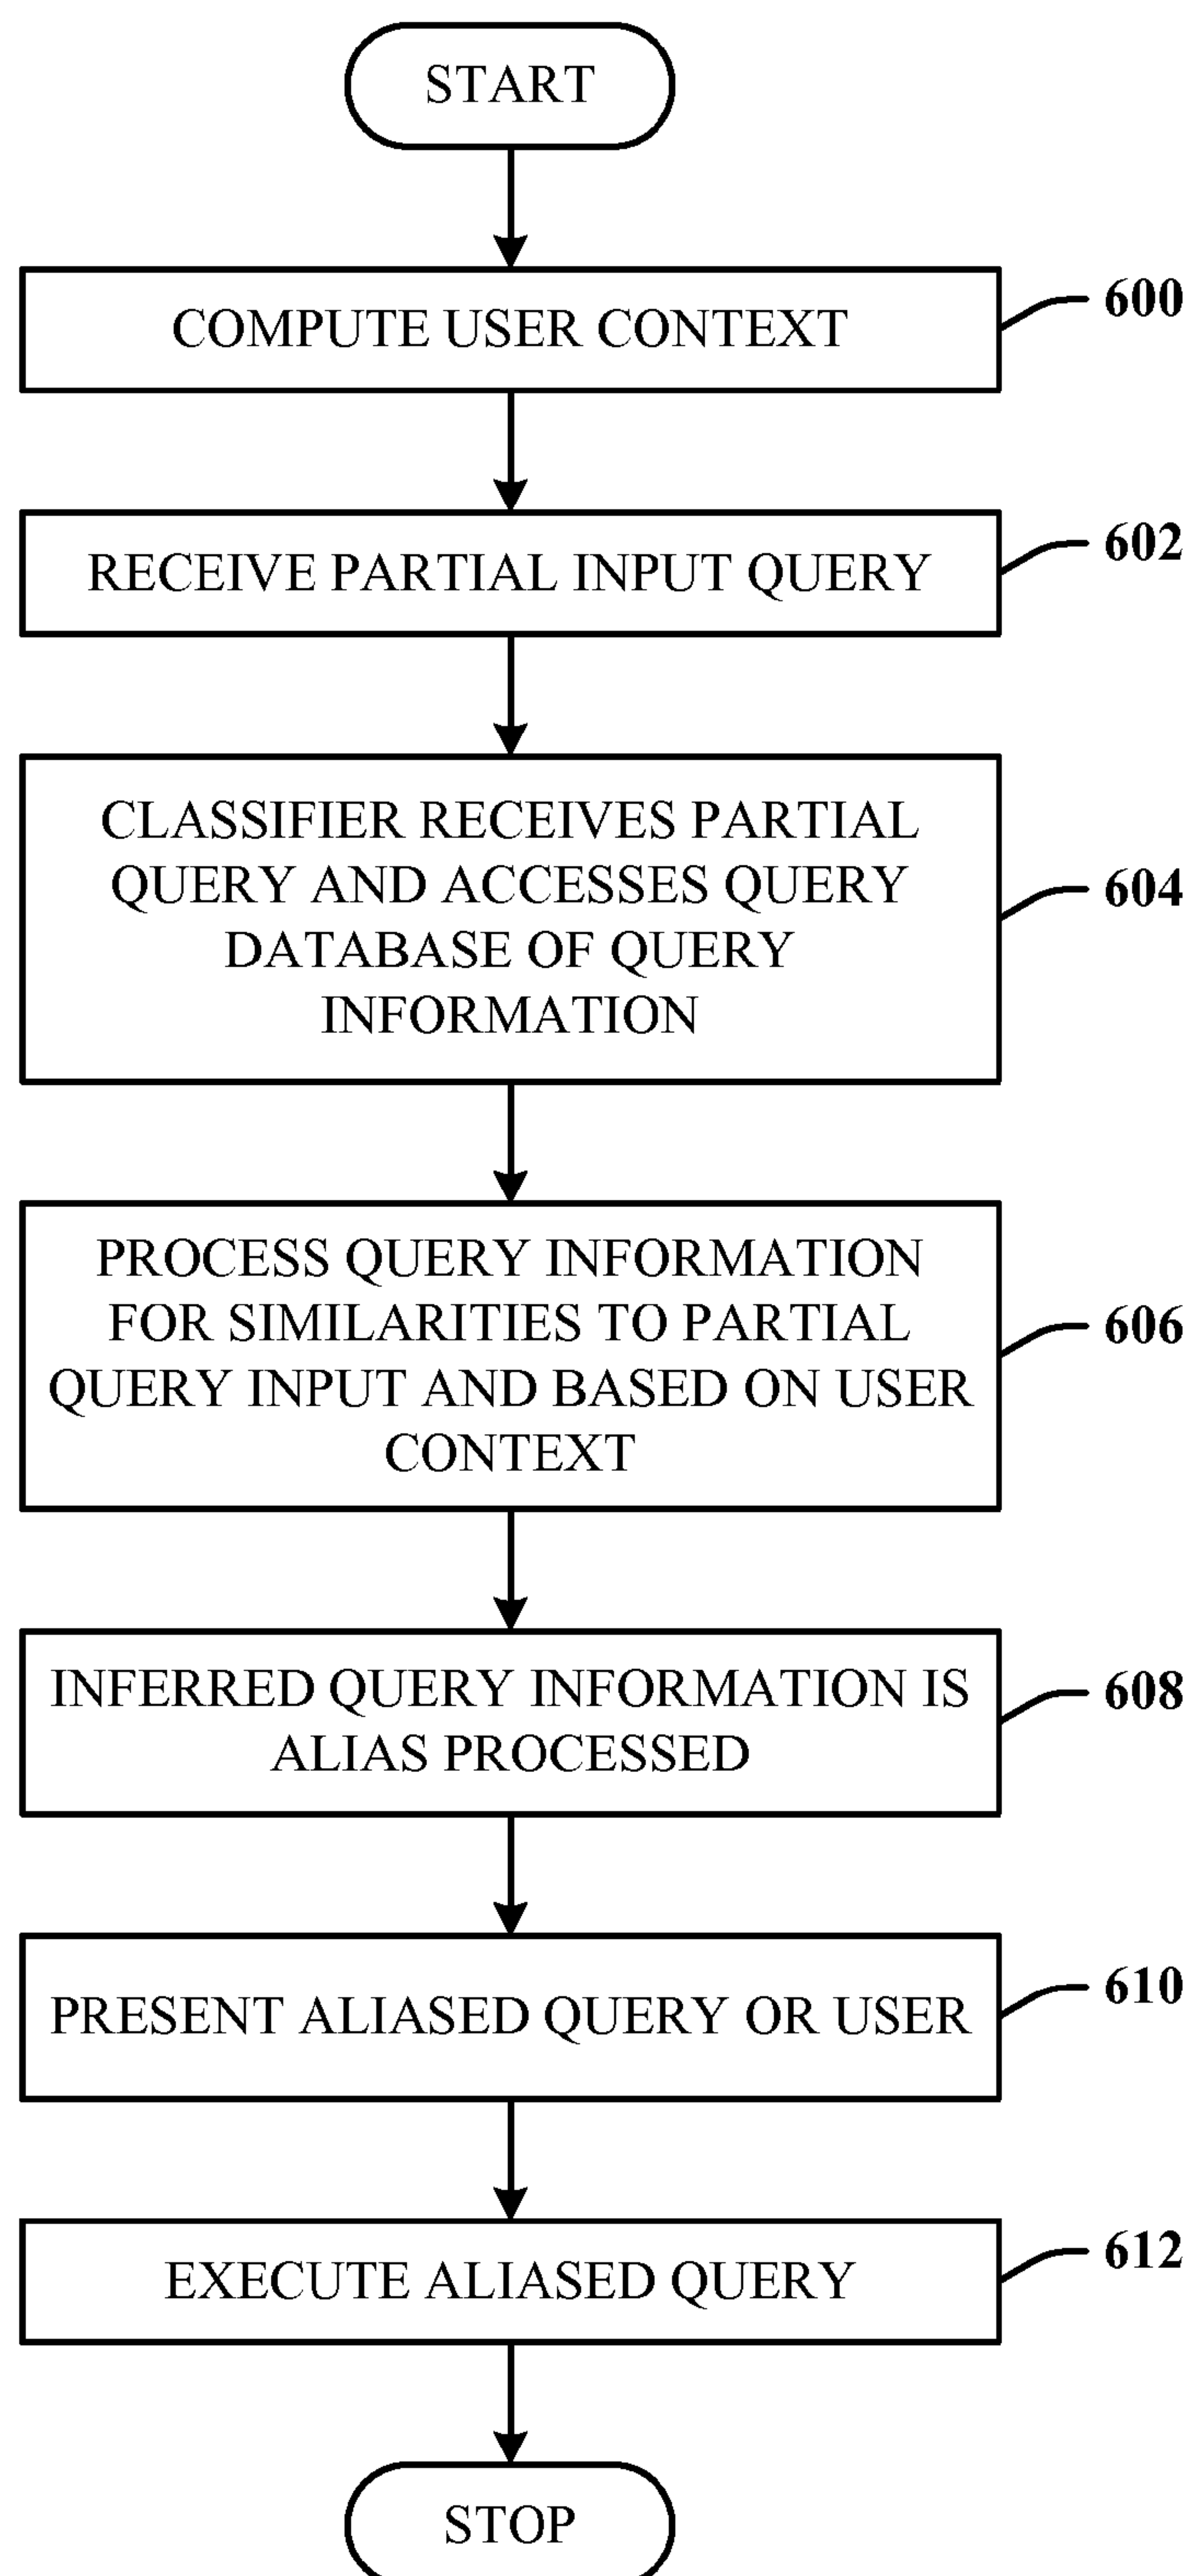 START
COMPUTE USER CONTEXT
600
RECEIVE PARTIAL INPUT QUERY
602
CLASSIFIER RECEIVES PARTIAL
QUERY AND ACCESSES QUERY
DATABASE OF QUERY
INFORMATION
604
PROCESS QUERY INFORMATION
FOR SIMILARITIES TO PARTIAL
QUERY INPUT AND BASED ON USER
CONTEXT
606
INFERRED QUERY INFORMATION IS
ALIAS PROCESSED
608
PRESENT ALIASED QUERY OR USER
610
EXECUTE ALIASED QUERY
612
STOP